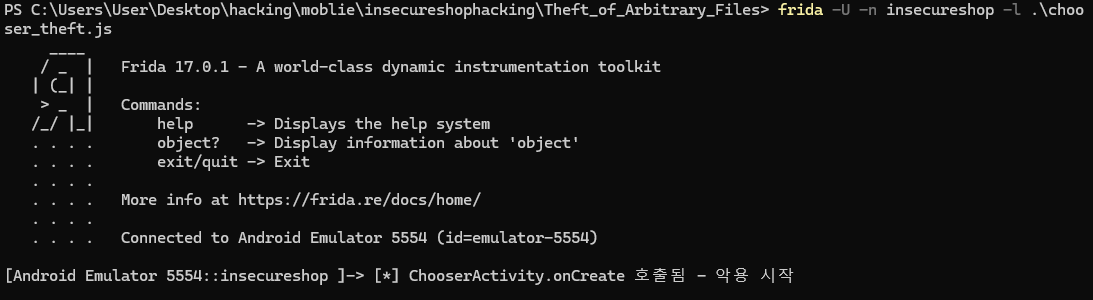 PS C:\Users\User\Desktop\hacking\moblie\insecureshophacking\Theft_of_Arbitrary_Files> frida -U -n insecureshop -l .\choo
ser_theft.js
     ____
    / _  |   Frida 17.0.1 - A world-class dynamic instrumentation toolkit
   | (_| |
    > _  |   Commands:
   /_/ |_|       help      -> Displays the help system
   . . . .       object?   -> Display information about 'object'
   . . . .       exit/quit -> Exit
   . . . .
   . . . .   More info at https://frida.re/docs/home/
   . . . .
   . . . .   Connected to Android Emulator 5554 (id=emulator-5554)
[Android Emulator 5554::insecureshop ]-> [*] ChooserActivity.onCreate 호출됨 - 악용 시작